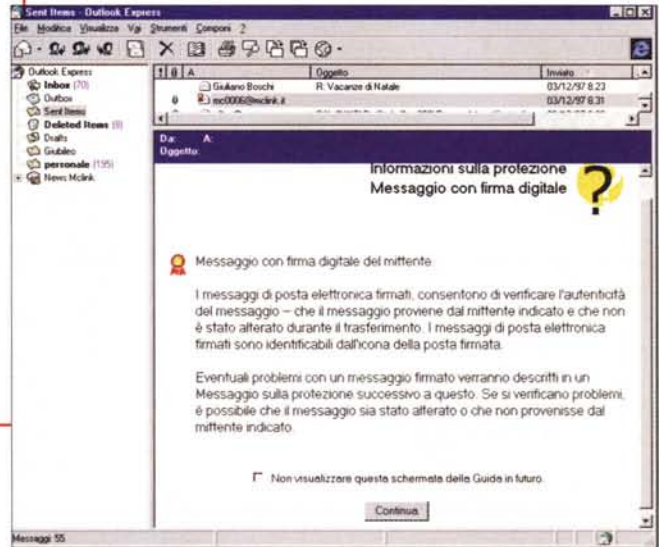 Sent Items - Outlook Express
File Modifica Visualizza Vai Strumenti Componi ?
Outlook Express
Inbox (70)
Outbox
Sent Items
Deleted Items (9)
Drafts
Giubileo
personale (195)
News Mclink
! A Oggetto Inviato
Giuliano Boschi R: Vacanze di Natale 03/12/97 8.23
mc0006@mclink.it 03/12/97 8.31
Da: A:
Oggetto:
Informazioni sulla protezione
Messaggio con firma digitale
?
Messaggio con firma digitale del mittente
I messaggi di posta elettronica firmati, consentono di verificare l'autenticità
del messaggio – che il messaggio proviene dal mittente indicato e che non
è stato alterato durante il trasferimento. I messaggi di posta elettronica
firmati sono identificabili dall'icona della posta firmata.
Eventuali problemi con un messaggio firmato verranno descritti in un
Messaggio sulla protezione successivo a questo. Se si verificano problemi,
è possibile che il messaggio sia stato alterato o che non provenisse dal
mittente indicato.
Non visualizzare questa schermata della Guida in futuro.
Continua
Messaggi: 55